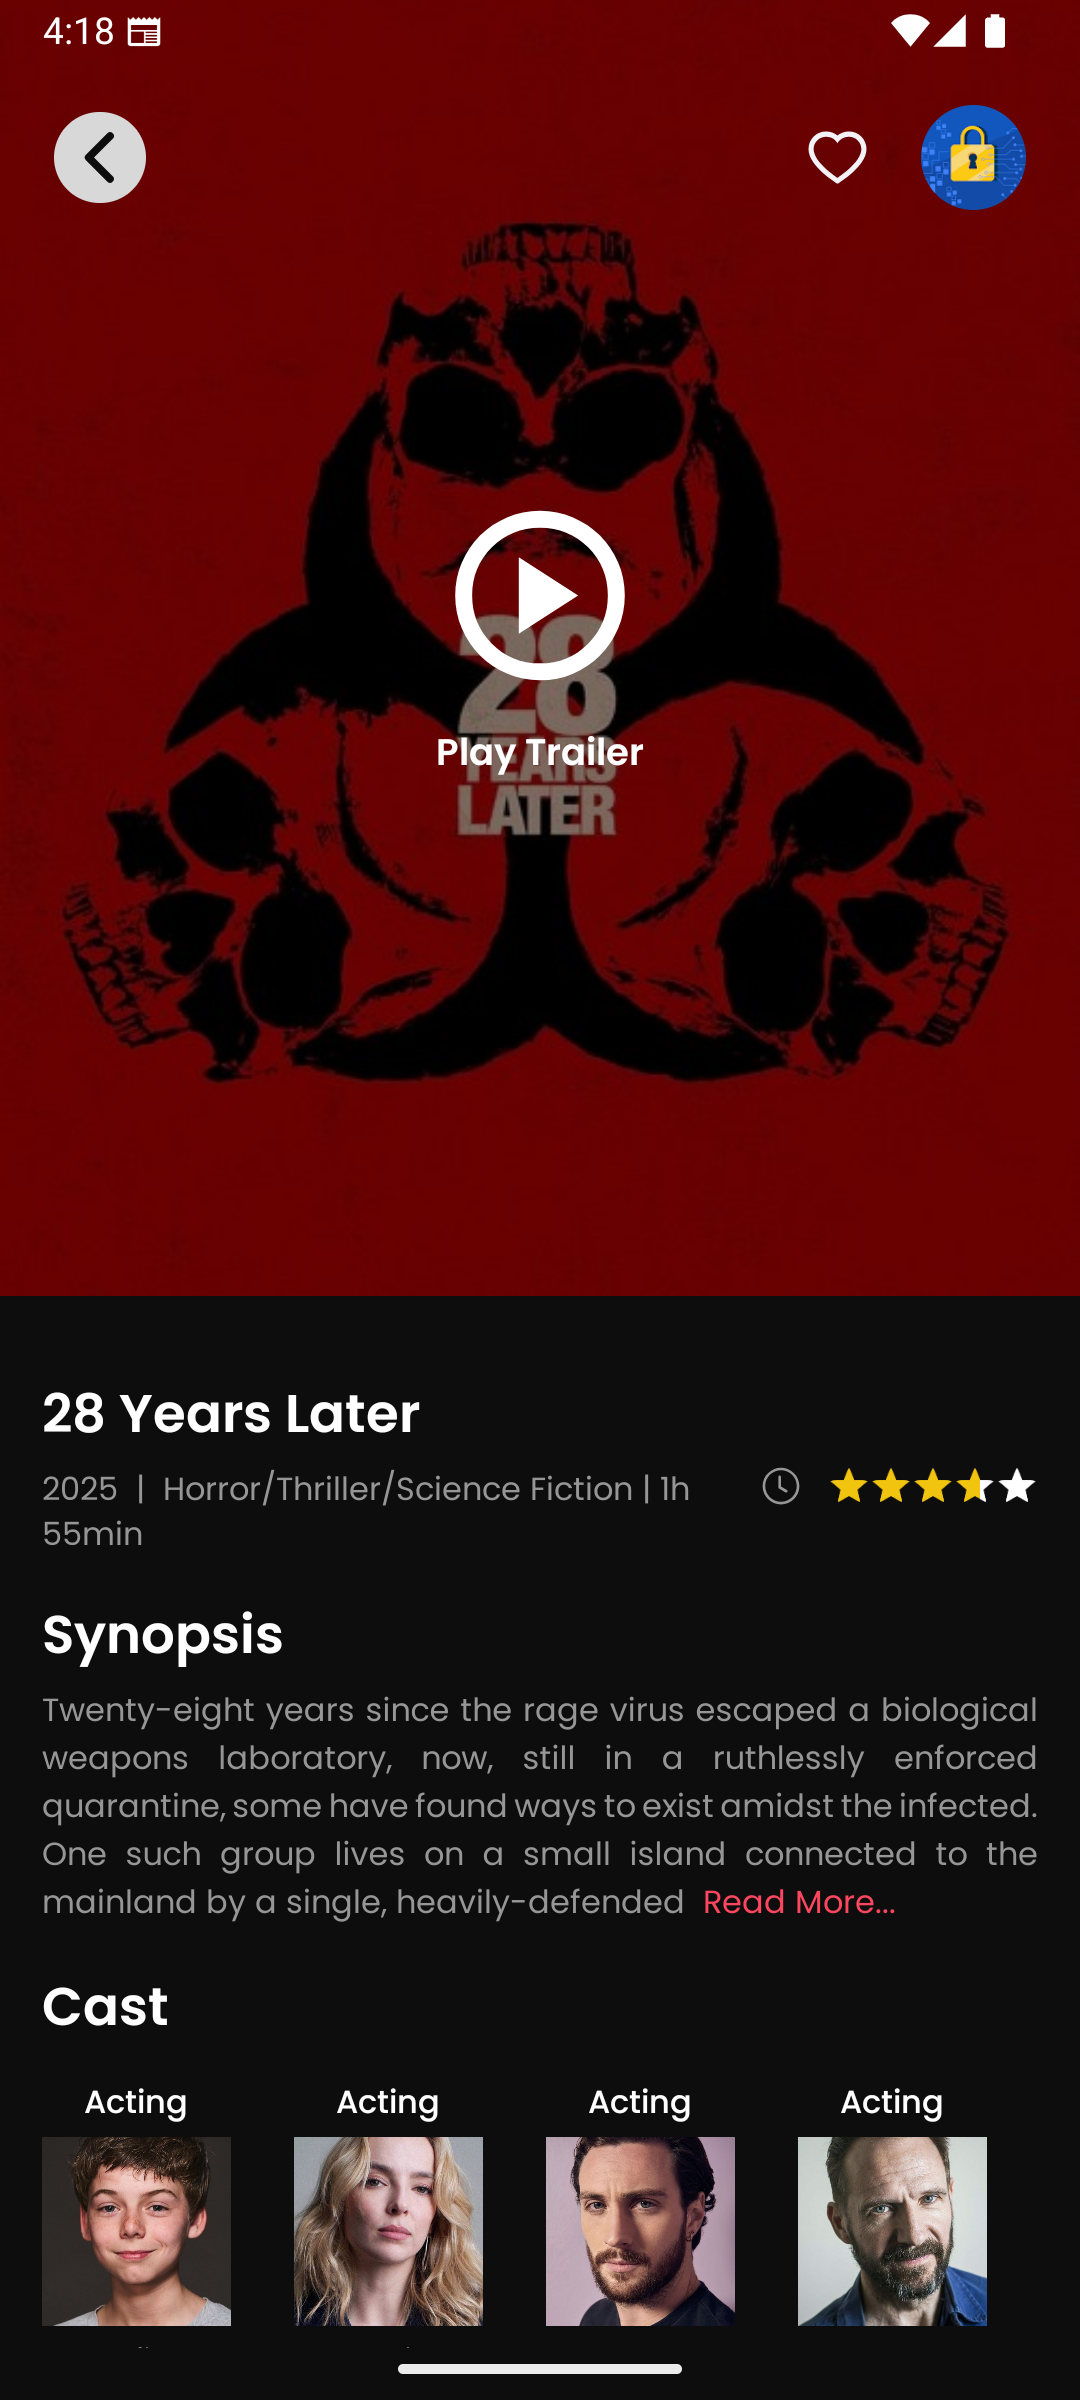 4:18
28
YEARS
LATER
Play Trailer
28 Years Later
2025 | Horror/Thriller/Science Fiction | 1h
55min
Synopsis
Twenty-eight years since the rage virus escaped a biological
weapons laboratory, now, still in a ruthlessly enforced
quarantine, some have found ways to exist amidst the infected.
One such group lives on a small island connected to the
mainland by a single, heavily-defended Read More...
Cast
Acting Acting Acting Acting